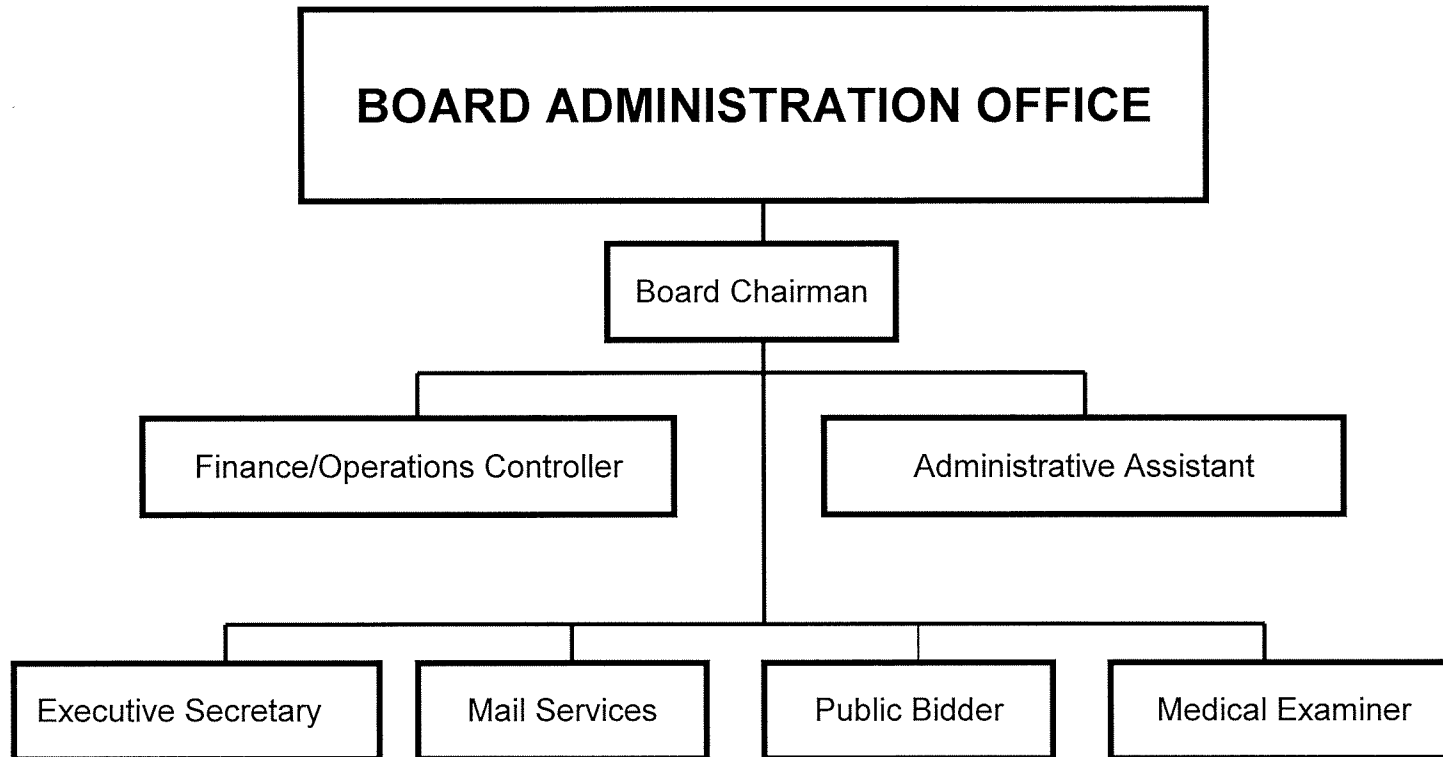 BOARD ADMINISTRATION OFFICE
Board Chairman
Finance/Operations Controller
Administrative Assistant
Executive Secretary
Mail Services
Public Bidder
Medical Examiner